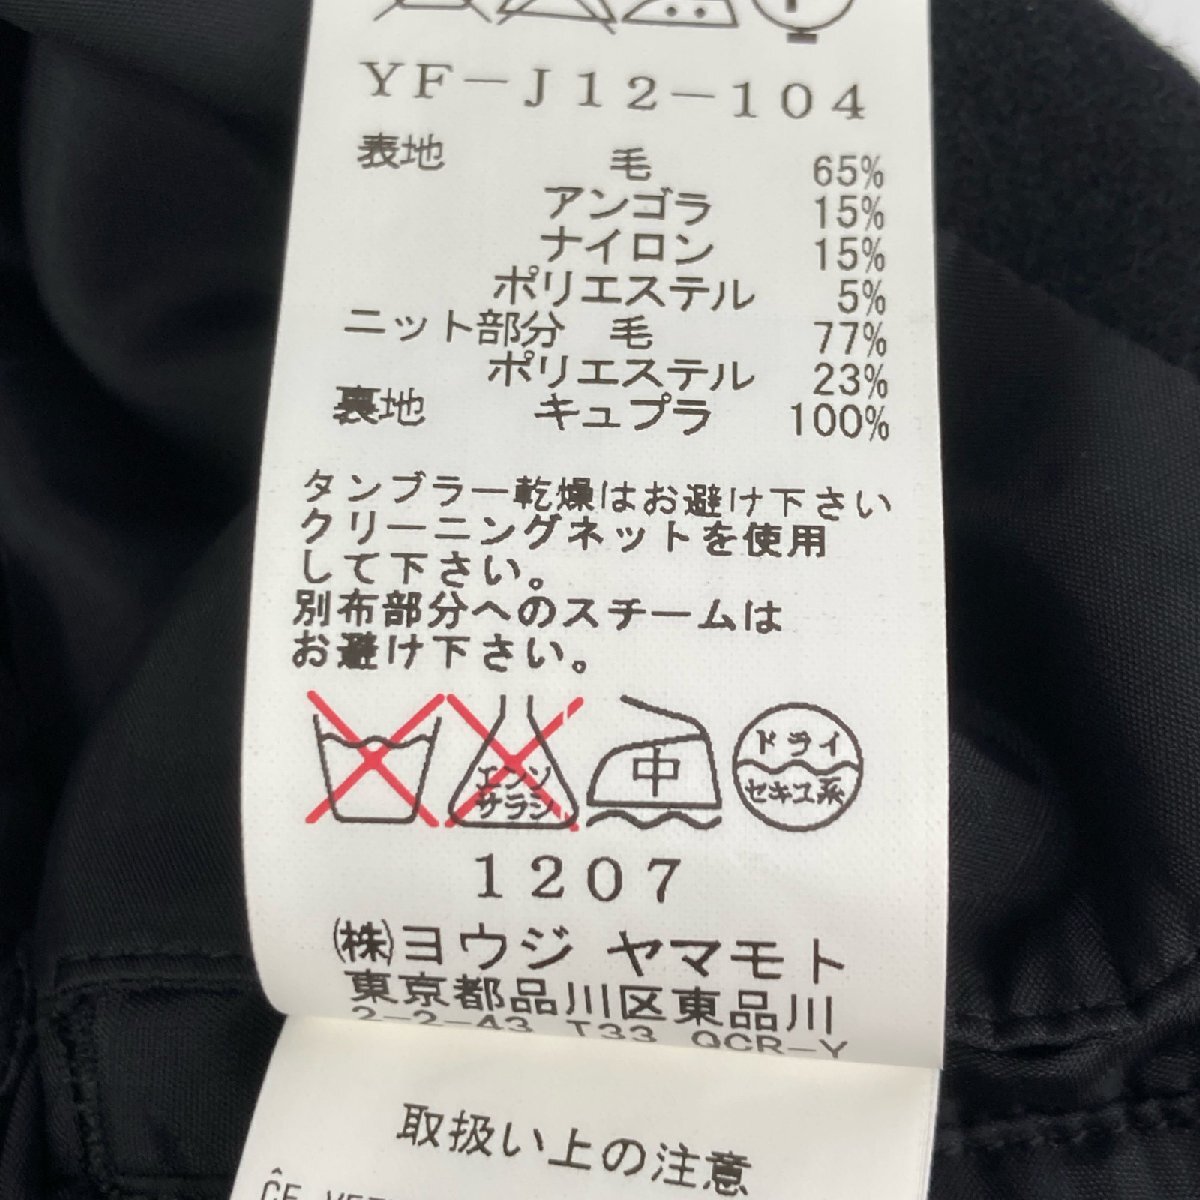 YF-J12-104
表地 毛 65%
アンゴラ 15%
ナイロン 15%
ポリエステル 5%
ニット部分 毛 77%
ポリエステル 23%
裏地 キュプラ 100%
タンブラー乾燥はお避け下さい
クリーニングネットを使用
して下さい。
別布部分へのスチームは
お避け下さい。
エンソ
サラシ
中
ドライ
セキユ系
1207
(株)ヨウジ ヤマモト
東京都品川区東品川
2-2-43 T33 QCR-Y
取扱い上の注意